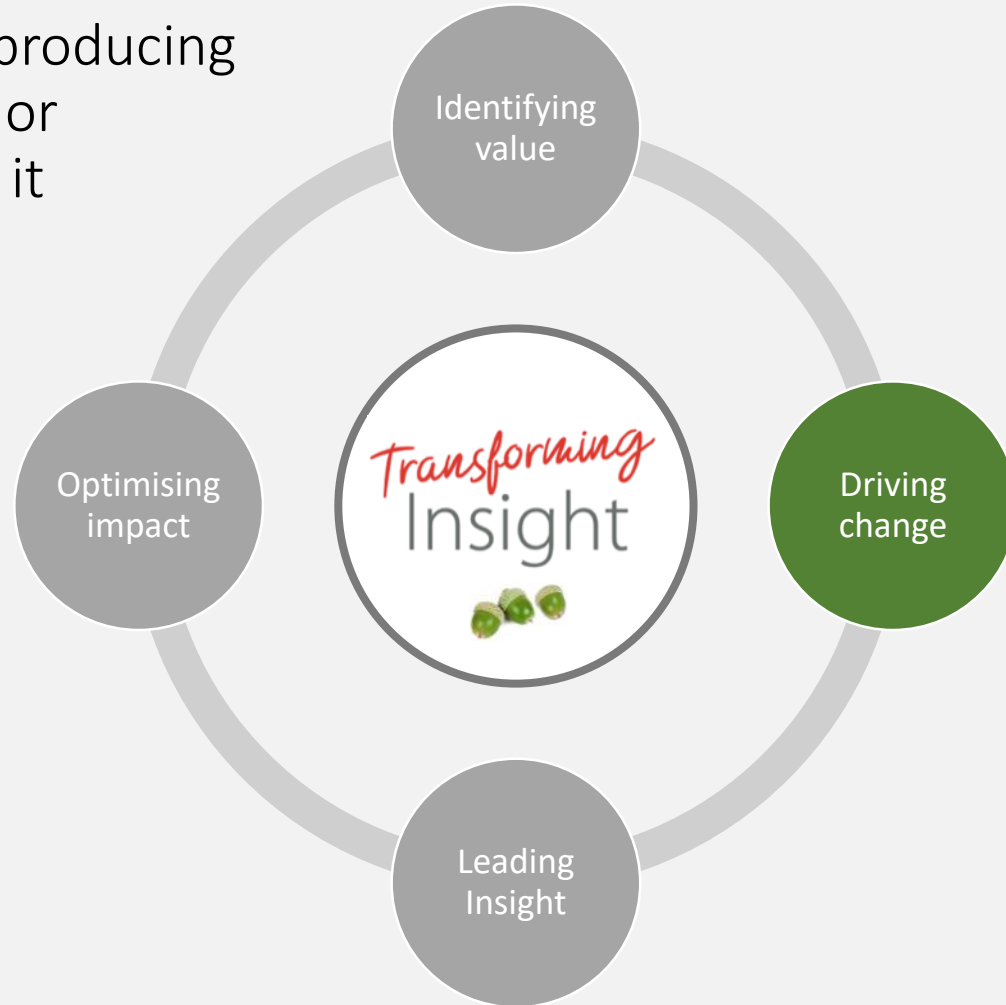 producing
or
it
Identifying
value
Optimising
impact
Transforming
Insight
Driving
change
Leading
Insight